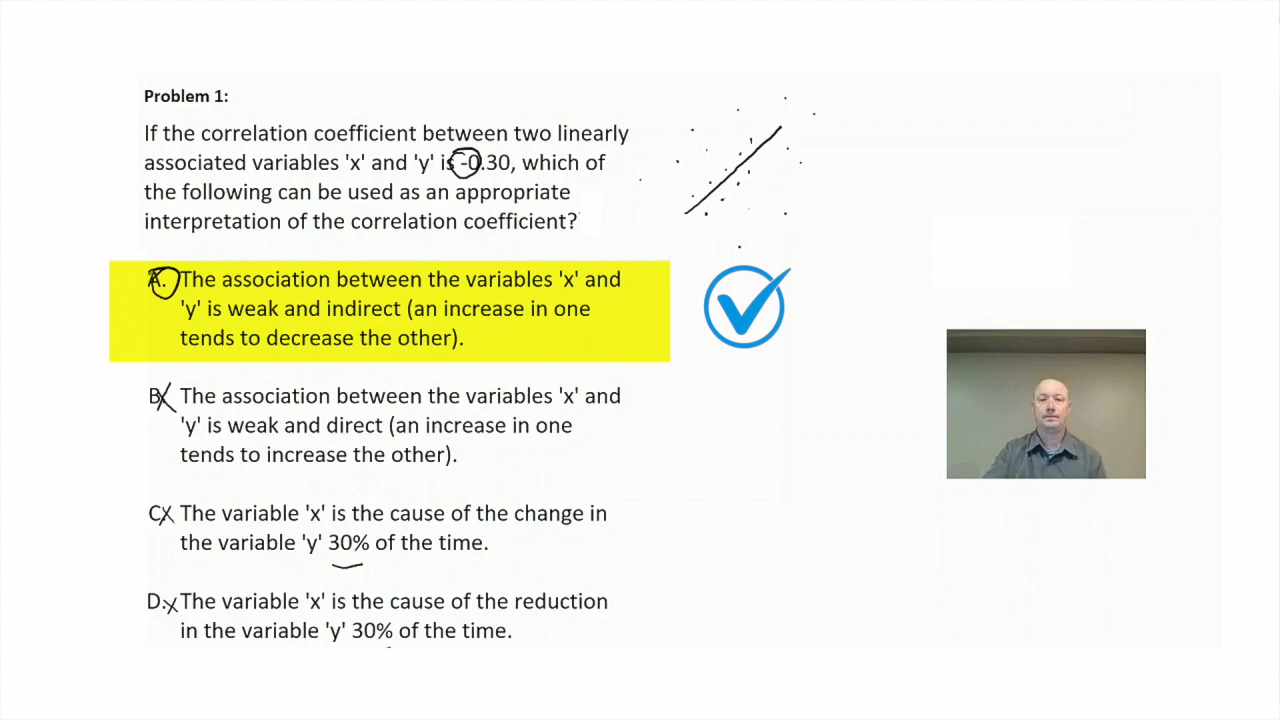 Problem 1:
If the correlation coefficient between two linearly
associated variables 'x' and 'y' is -0.30, which of
the following can be used as an appropriate
interpretation of the correlation coefficient?
A. The association between the variables 'x' and
'y' is weak and indirect (an increase in one
tends to decrease the other).
B. The association between the variables 'x' and
'y' is weak and direct (an increase in one
tends to increase the other).
C. The variable 'x' is the cause of the change in
the variable 'y' 30% of the time.
D. The variable 'x' is the cause of the reduction
in the variable 'y' 30% of the time.